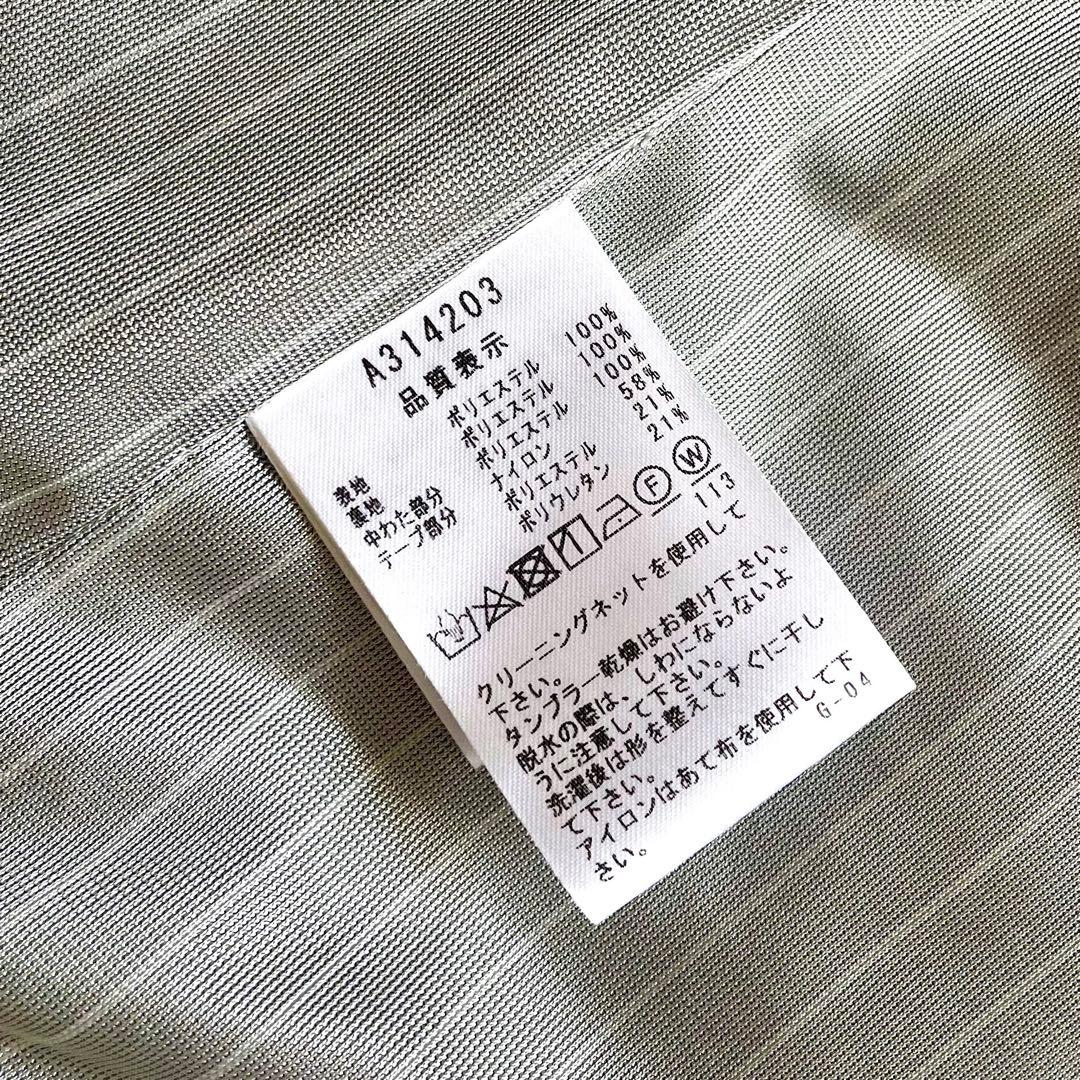 A314203
品質表示
表地 ポリエステル 100%
裏地 ポリエステル 100%
中わた部分 ポリエステル 100%
テープ部分 ナイロン 58%
ポリエステル 21%
ポリウレタン 21%
F W
113
クリーニングネットを使用して
下さい。
タンブラー乾燥はお避け下さい。
脱水の際は、しわにならないよ
うに注意して下さい。
洗濯後は形を整えてすぐに干し
て下さい。
アイロンはあて布を使用して下
さい。
G-04